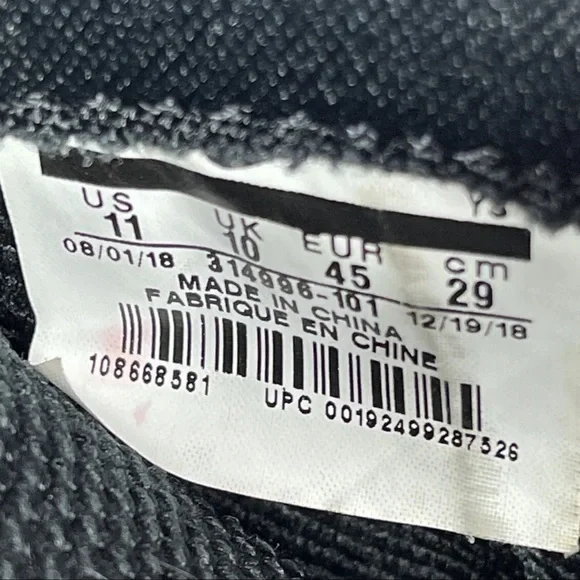 US UK EUR cm
11 10 45 29
08/01/18 314996-101 12/19/18
MADE IN CHINA
FABRIQUE EN CHINE
108668581 UPC 00192499287526